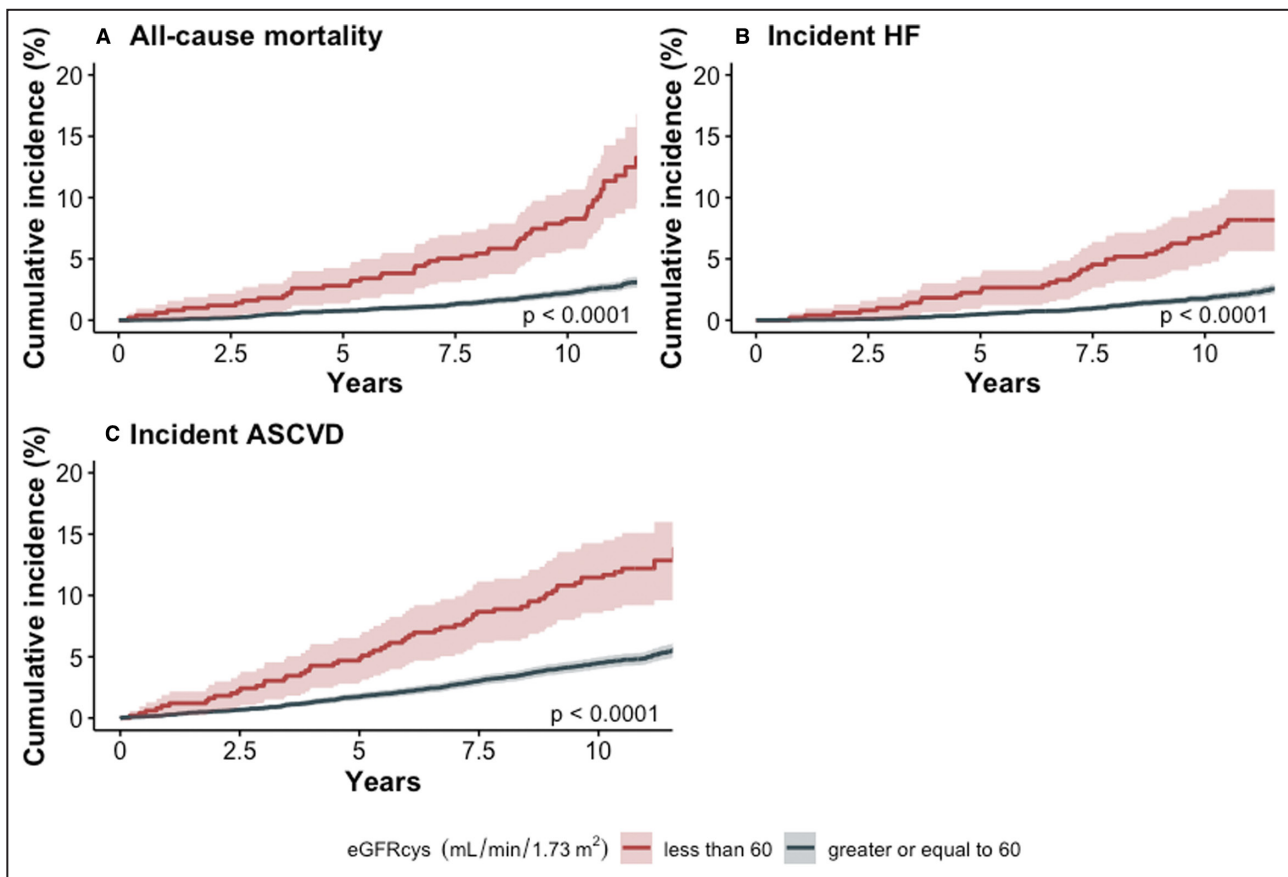 A All-cause mortality
Cumulative incidence (%)
20
15
10
5
0
0 2.5 5 7.5 10
p < 0.0001
Years
B Incident HF
Cumulative incidence (%)
20
15
10
5
0
0 2.5 5 7.5 10
p < 0.0001
Years
C Incident ASCVD
Cumulative incidence (%)
20
15
10
5
0
0 2.5 5 7.5 10
p < 0.0001
Years
eGFRcys (mL/min/1.73 m²) less than 60 greater or equal to 60